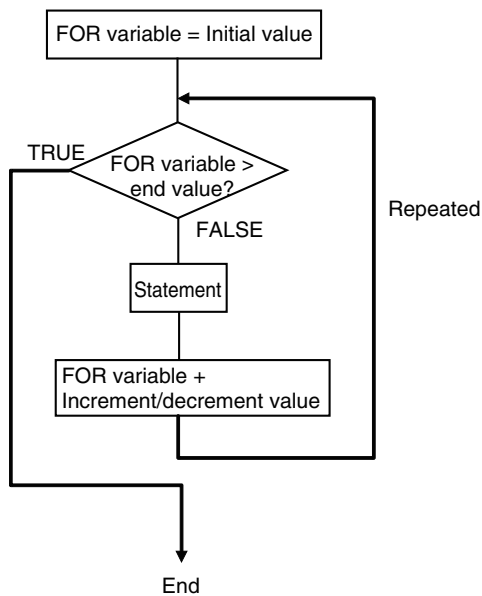 FOR variable = Initial value
TRUE
FOR variable >
end value?
FALSE
Repeated
Statement
FOR variable +
Increment/decrement value
End